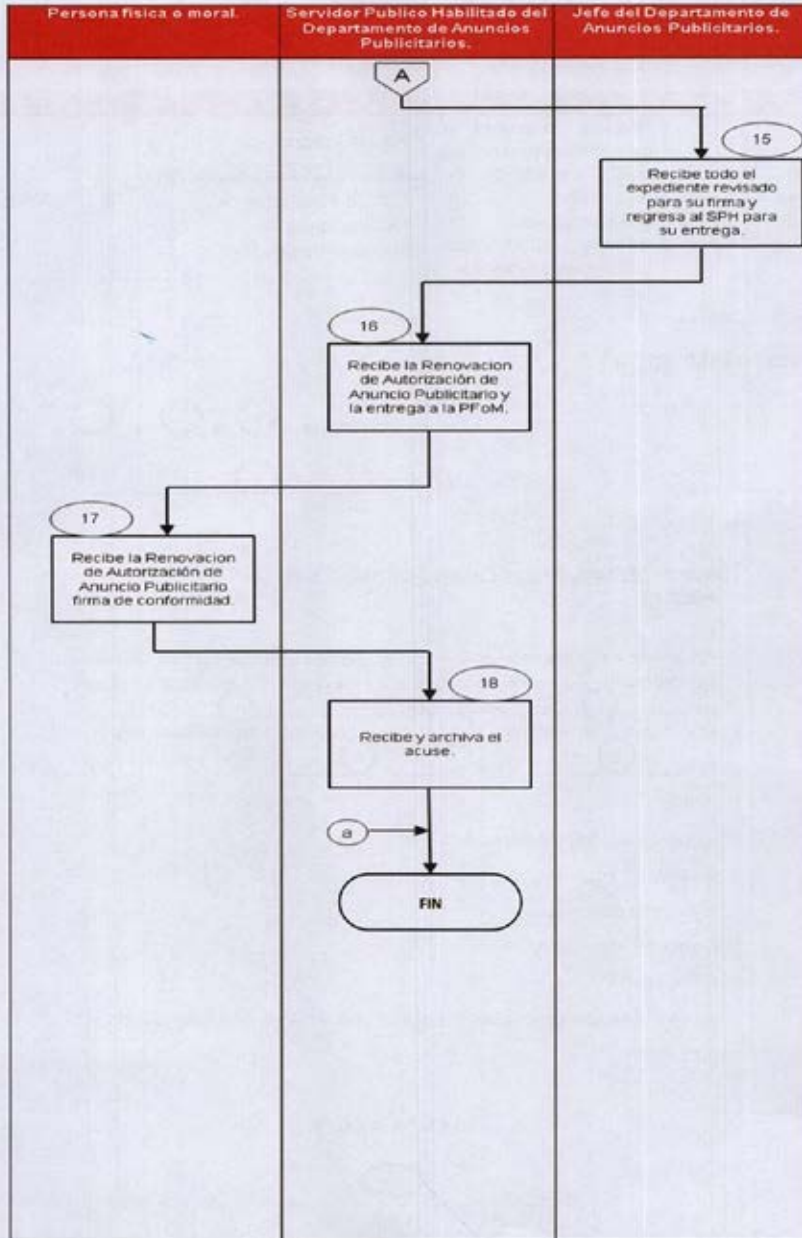 Persona fisica o moral.
Servidor Publico Habilitado del
Departamento de Anuncios
Publicitarios.
Jefe del Departamento de
Anuncios Publicitarios.
A
15
Recibe todo el
expediente revisado
para su firma y
regresa al SPH para
su entrega.
16
Recibe la Renovacion
de Autorización de
Anuncio Publicitario y
la entrega a la PFoM.
17
Recibe la Renovacion
de Autorización de
Anuncio Publicitario
firma de conformidad.
18
Recibe y archiva el
acuse.
a
FIN